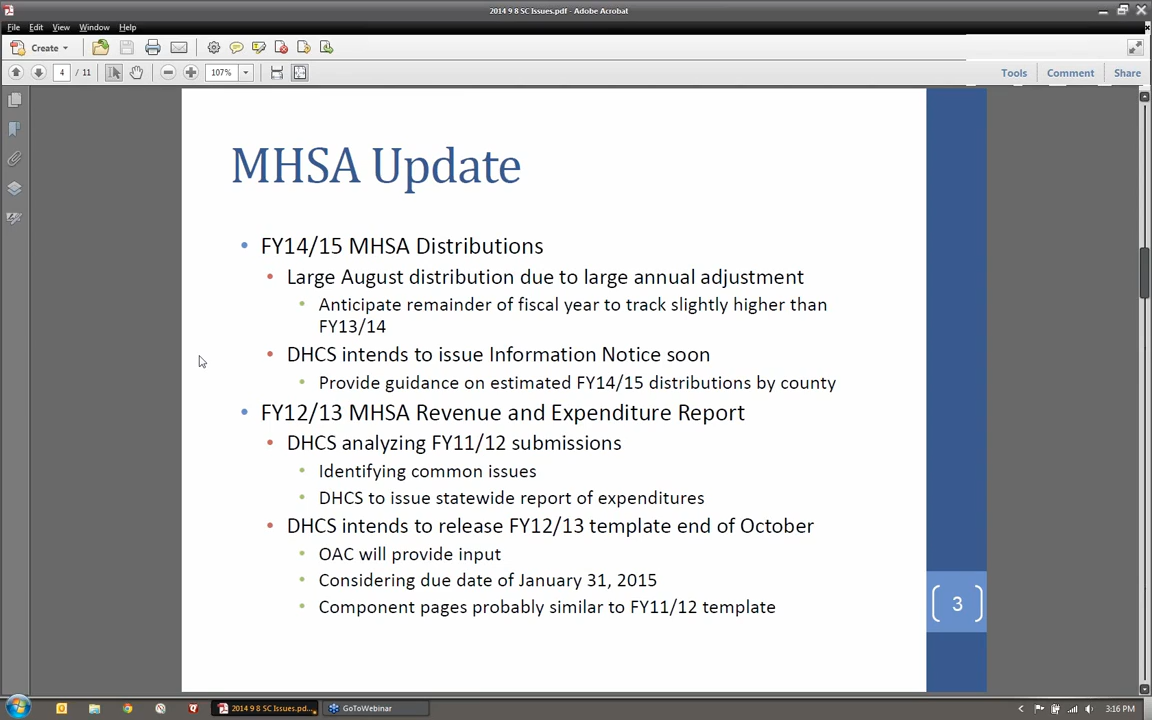 2014 9 8 SC Issues.pdf - Adobe Acrobat
File Edit View Window Help
Create
4 / 11 107% Tools Comment Share
MHSA Update
• FY14/15 MHSA Distributions
• Large August distribution due to large annual adjustment
• Anticipate remainder of fiscal year to track slightly higher than
FY13/14
• DHCS intends to issue Information Notice soon
• Provide guidance on estimated FY14/15 distributions by county
• FY12/13 MHSA Revenue and Expenditure Report
• DHCS analyzing FY11/12 submissions
• Identifying common issues
• DHCS to issue statewide report of expenditures
• DHCS intends to release FY12/13 template end of October
• OAC will provide input
• Considering due date of January 31, 2015
• Component pages probably similar to FY11/12 template
3
2014 9 8 SC Issues.pd... GoToWebinar 3:16 PM